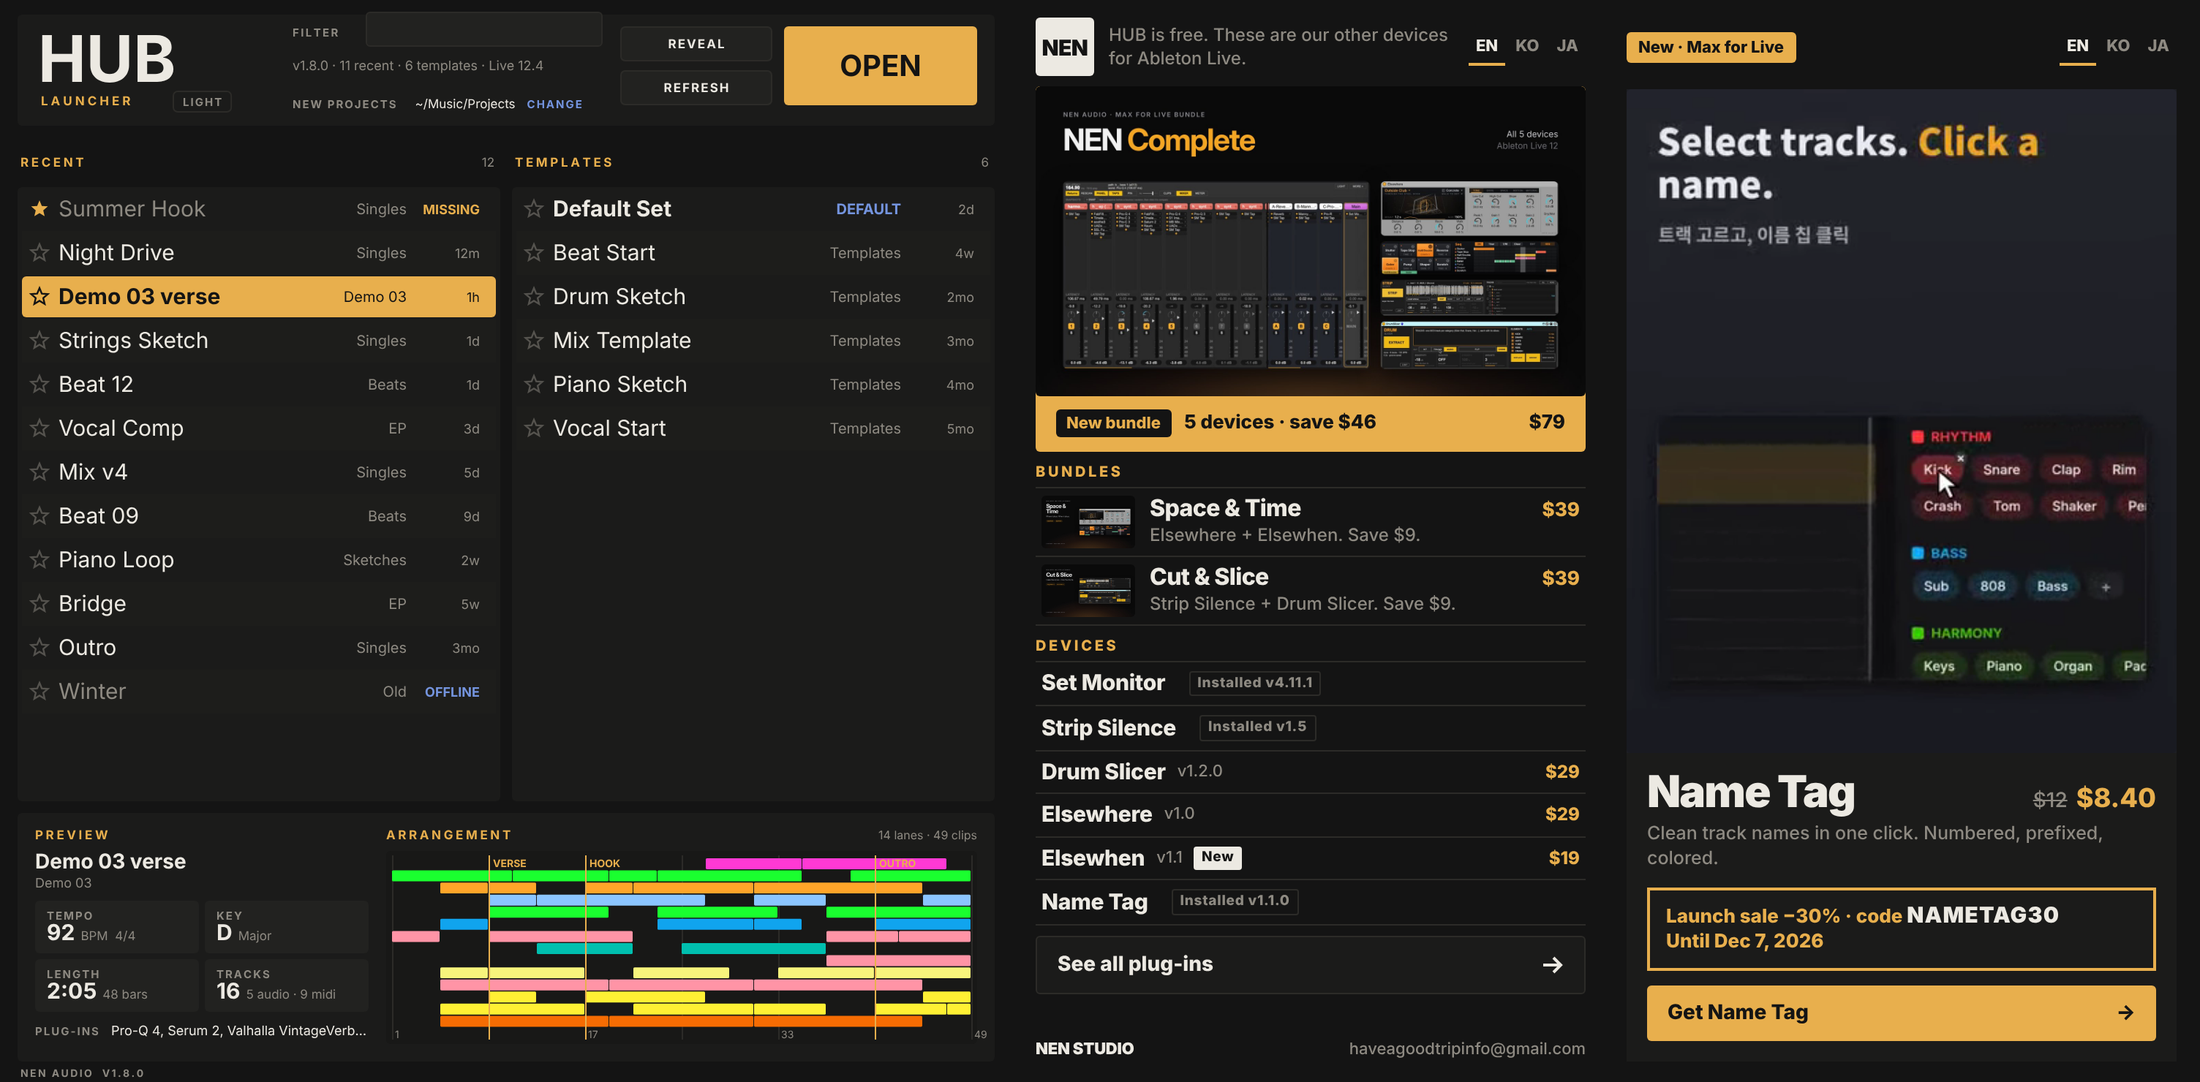 HUB
LAUNCHER
LIGHT
FILTER
v1.8.0 · 11 recent · 6 templates · Live 12.4
NEW PROJECTS ~/Music/Projects CHANGE
REVEAL
REFRESH
OPEN
RECENT 12
Summer Hook Singles MISSING
Night Drive Singles 12m
Demo 03 verse Demo 03 1h
Strings Sketch Singles 1d
Beat 12 Beats 1d
Vocal Comp EP 3d
Mix v4 Singles 5d
Beat 09 Beats 9d
Piano Loop Sketches 2w
Bridge EP 5w
Outro Singles 3mo
Winter Old OFFLINE
TEMPLATES 6
Default Set DEFAULT 2d
Beat Start Templates 4w
Drum Sketch Templates 2mo
Mix Template Templates 3mo
Piano Sketch Templates 4mo
Vocal Start Templates 5mo
PREVIEW
Demo 03 verse
Demo 03
TEMPO
92 BPM 4/4
KEY
D Major
LENGTH
2:05 48 bars
TRACKS
16 5 audio · 9 midi
PLUG-INS Pro-Q 4, Serum 2, Valhalla VintageVerb...
ARRANGEMENT 14 lanes · 49 clips
VERSE HOOK OUTRO
1 17 33 49
NEN AUDIO V1.8.0
NEN
HUB is free. These are our other devices
for Ableton Live.
EN KO JA
NEN AUDIO · MAX FOR LIVE BUNDLE
NEN Complete
All 5 devices
Ableton Live 12
New bundle 5 devices · save $46 $79
BUNDLES
Space & Time $39
Elsewhere + Elsewhen. Save $9.
Cut & Slice $39
Strip Silence + Drum Slicer. Save $9.
DEVICES
Set Monitor Installed v4.11.1
Strip Silence Installed v1.5
Drum Slicer v1.2.0 $29
Elsewhere v1.0 $29
Elsewhen v1.1 New $19
Name Tag Installed v1.1.0
See all plug-ins →
NEN STUDIO haveagoodtripinfo@gmail.com
New · Max for Live
EN KO JA
Select tracks. Click a
name.
트랙 고르고, 이름 칩 클릭
RHYTHM
Kick Snare Clap Rim
Crash Tom Shaker
BASS
Sub 808 Bass +
HARMONY
Keys Piano Organ
Name Tag $12 $8.40
Clean track names in one click. Numbered, prefixed,
colored.
Launch sale −30% · code NAMETAG30
Until Dec 7, 2026
Get Name Tag →